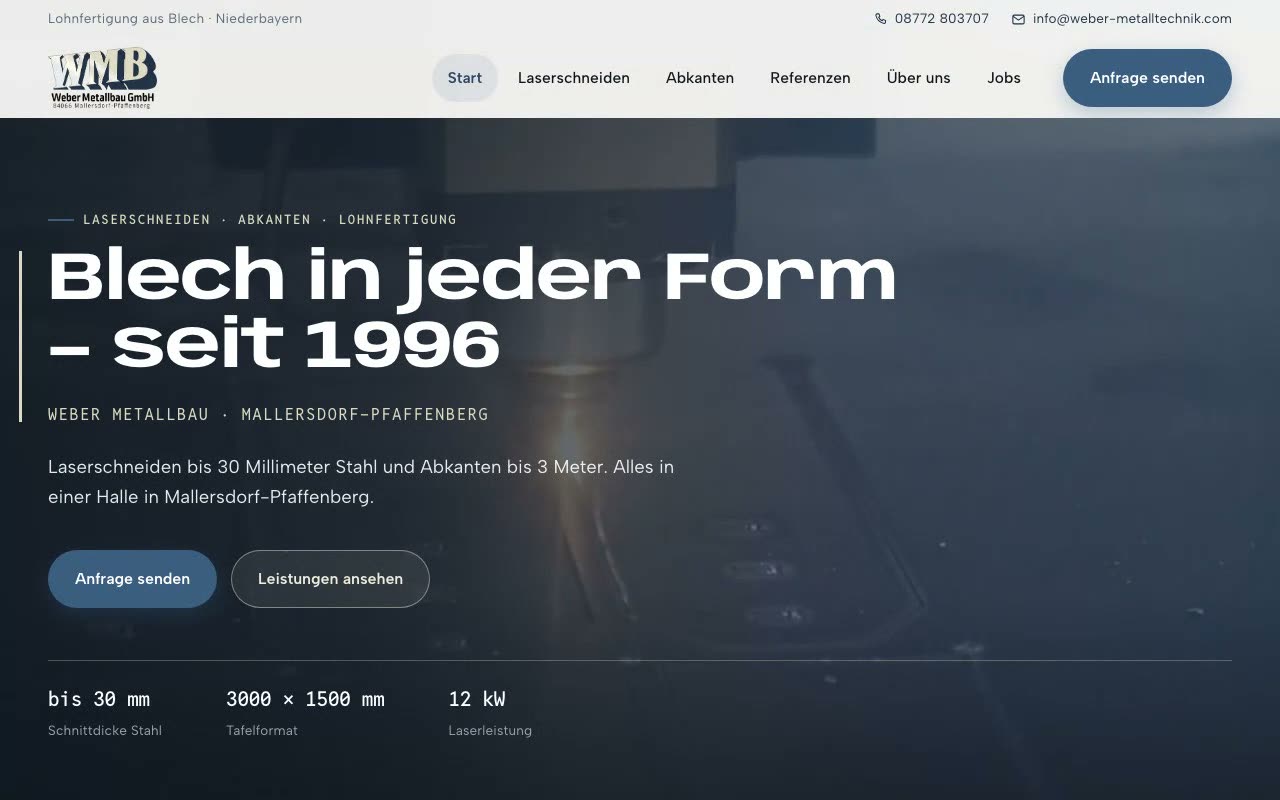 Lohnfertigung aus Blech · Niederbayern
08772 803707
info@weber-metalltechnik.com
WMB
Weber Metallbau GmbH
84066 Mallersdorf-Pfaffenberg
Start
Laserschneiden
Abkanten
Referenzen
Über uns
Jobs
Anfrage senden
LASERSCHNEIDEN · ABKANTEN · LOHNFERTIGUNG
Blech in jeder Form
– seit 1996
WEBER METALLBAU · MALLERSDORF-PFAFFENBERG
Laserschneiden bis 30 Millimeter Stahl und Abkanten bis 3 Meter. Alles in
einer Halle in Mallersdorf-Pfaffenberg.
Anfrage senden
Leistungen ansehen
bis 30 mm
3000 × 1500 mm
12 kW
Schnittdicke Stahl
Tafelformat
Laserleistung